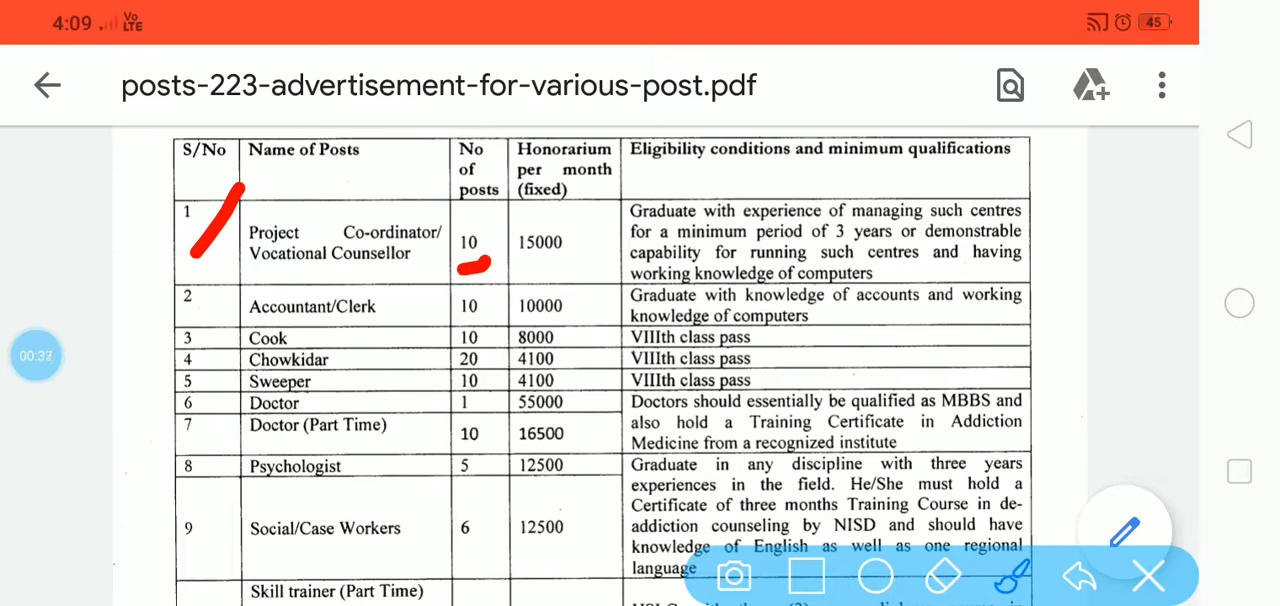 4:09 Vo LTE 45
posts-223-advertisement-for-various-post.pdf
S/No Name of Posts No of posts Honorarium per month (fixed) Eligibility conditions and minimum qualifications
1 Project Co-ordinator/ Vocational Counsellor 10 15000 Graduate with experience of managing such centres
for a minimum period of 3 years or demonstrable
capability for running such centres and having
working knowledge of computers
2 Accountant/Clerk 10 10000 Graduate with knowledge of accounts and working
knowledge of computers
3 Cook 10 8000 VIIIth class pass
4 Chowkidar 20 4100 VIIIth class pass
5 Sweeper 10 4100 VIIIth class pass
6 Doctor 1 55000 Doctors should essentially be qualified as MBBS and
7 Doctor (Part Time) 10 16500 also hold a Training Certificate in Addiction
Medicine from a recognized institute
8 Psychologist 5 12500 Graduate in any discipline with three years
experiences in the field. He/She must hold a
Certificate of three months Training Course in de-
9 Social/Case Workers 6 12500 addiction counseling by NISD and should have
knowledge of English as well as one regional
language
Skill trainer (Part Time)
00:37